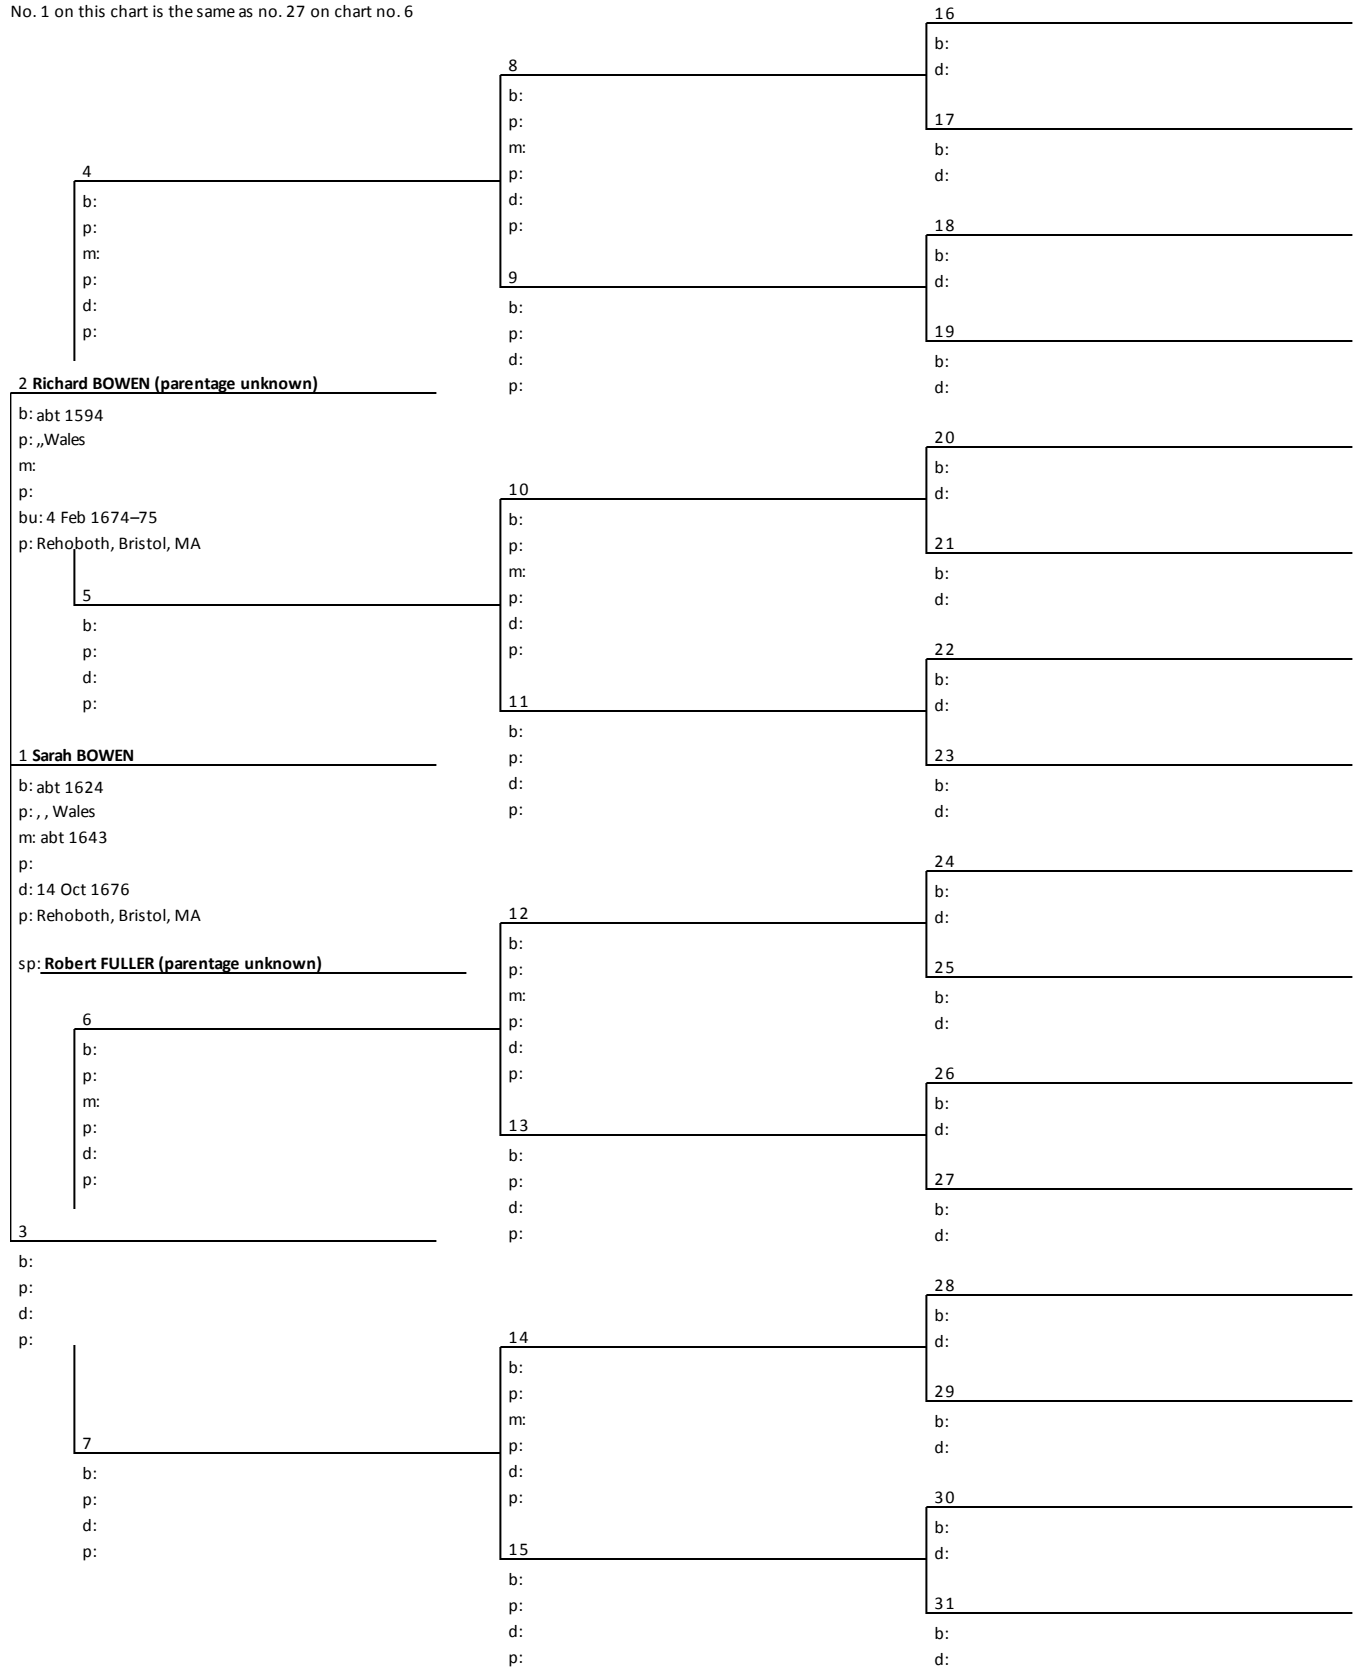 No. 1 on this chart is the same as no. 27 on chart no. 6
4
b:
p:
m:
p:
d:
p:
2 Richard BOWEN (parentage unknown)
b: abt 1594
p: ,,Wales
m:
p:
bu: 4 Feb 1674–75
p: Rehoboth, Bristol, MA
5
b:
p:
d:
p:
1 Sarah BOWEN
b: abt 1624
p: , , Wales
m: abt 1643
p:
d: 14 Oct 1676
p: Rehoboth, Bristol, MA
sp: Robert FULLER (parentage unknown)
6
b:
p:
m:
p:
d:
p:
3
b:
p:
d:
p:
7
b:
p:
d:
p:
8
b:
p:
m:
p:
d:
p:
9
b:
p:
d:
p:
10
b:
p:
m:
p:
d:
p:
11
b:
p:
d:
p:
12
b:
p:
m:
p:
d:
p:
13
b:
p:
d:
p:
14
b:
p:
m:
p:
d:
p:
15
b:
p:
d:
p:
16
b:
d:
17
b:
d:
18
b:
d:
19
b:
d:
20
b:
d:
21
b:
d:
22
b:
d:
23
b:
d:
24
b:
d:
25
b:
d:
26
b:
d:
27
b:
d:
28
b:
d:
29
b:
d:
30
b:
d:
31
b:
d: